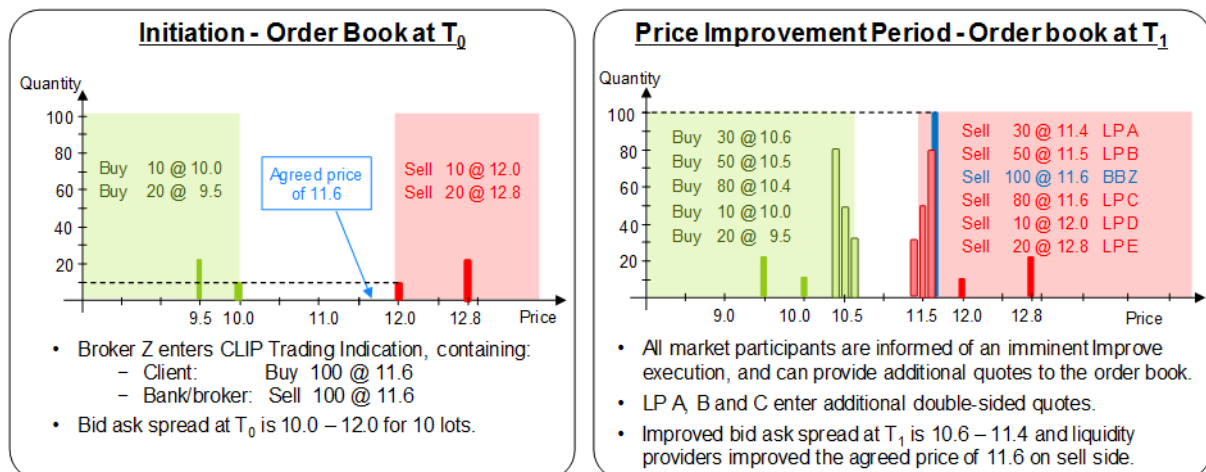 Initiation - Order Book at T0
Quantity
100
80
60
40
20
Buy 10 @ 10.0
Buy 20 @ 9.5
Agreed price
of 11.6
Sell 10 @ 12.0
Sell 20 @ 12.8
9.5 10.0 11.0 12.0 12.8 Price
• Broker Z enters CLIP Trading Indication, containing:
– Client: Buy 100 @ 11.6
– Bank/broker: Sell 100 @ 11.6
• Bid ask spread at T0 is 10.0 – 12.0 for 10 lots.
Price Improvement Period - Order book at T1
Quantity
100
80
60
40
20
Buy 30 @ 10.6
Buy 50 @ 10.5
Buy 80 @ 10.4
Buy 10 @ 10.0
Buy 20 @ 9.5
Sell 30 @ 11.4 LPA
Sell 50 @ 11.5 LPB
Sell 100 @ 11.6 BBZ
Sell 80 @ 11.6 LPC
Sell 10 @ 12.0 LPD
Sell 20 @ 12.8 LPE
9.0 10.0 10.5 11.5 12.0 12.8 Price
• All market participants are informed of an imminent Improve
execution, and can provide additional quotes to the order book.
• LP A, B and C enter additional double-sided quotes.
• Improved bid ask spread at T1 is 10.6 – 11.4 and liquidity
providers improved the agreed price of 11.6 on sell side.